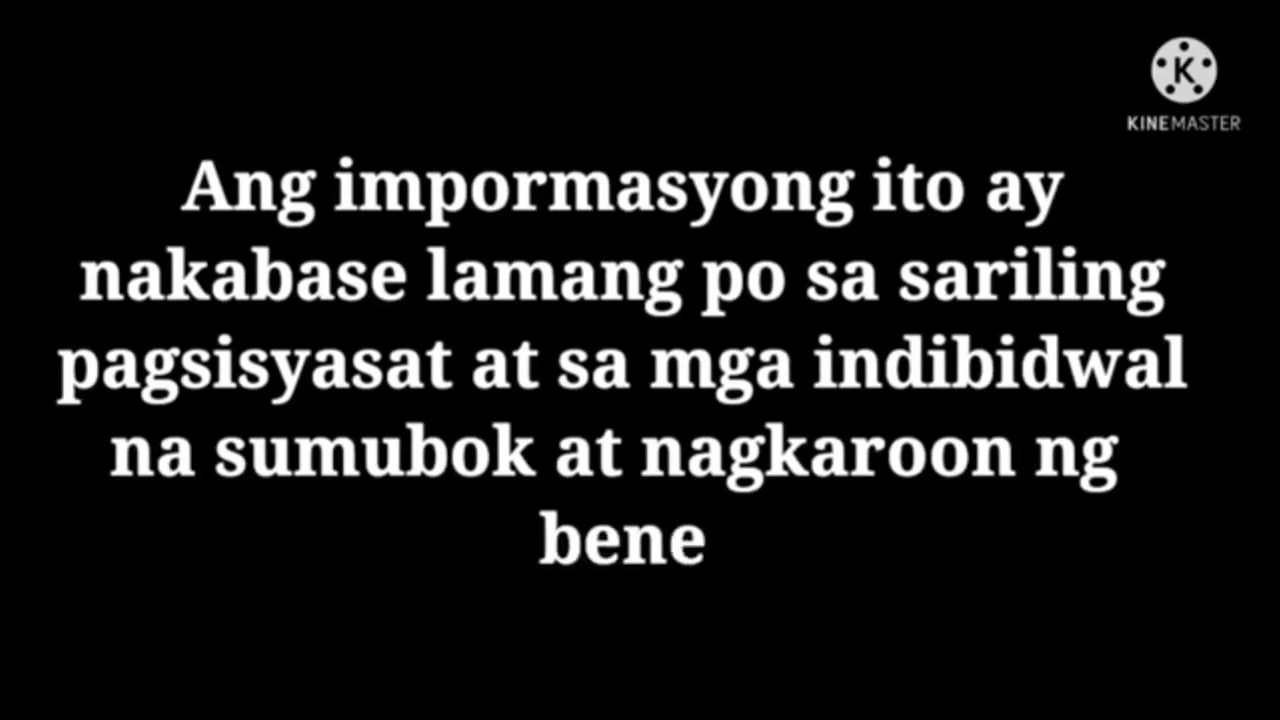 K
KINEMASTER
Ang impormasyong ito ay
nakabase lamang po sa sariling
pagsisyasat at sa mga indibidwal
na sumubok at nagkaroon ng
bene